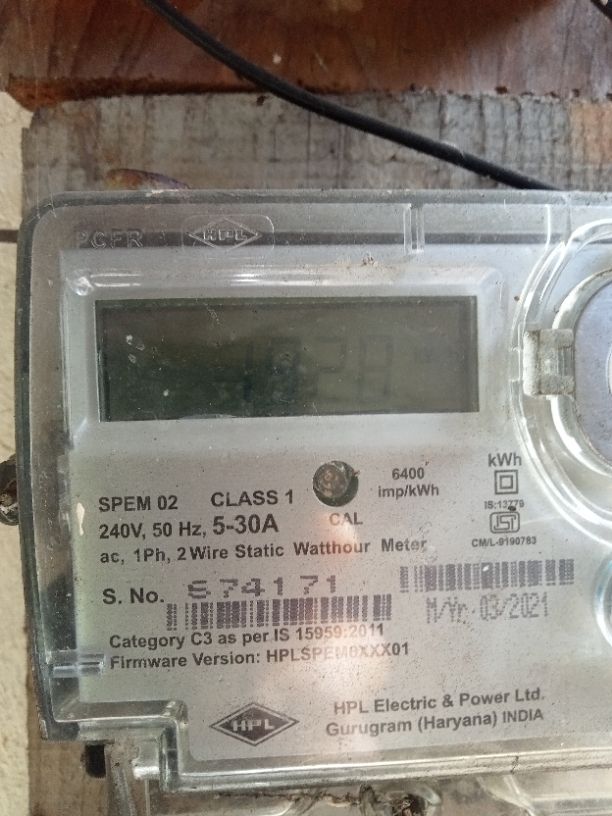 HPL
6400
imp/kWh
kWh
IS:13779
SPEM 02 CLASS 1
CAL
240V, 50 Hz, 5-30A
CM/L-9190783
ac, 1Ph, 2 Wire Static Watthour Meter
S. No. S74171
M/Yr- 03/2021
Category C3 as per IS 15959:2011
Firmware Version: HPLSPEM0XXX01
HPL
HPL Electric & Power Ltd.
Gurugram (Haryana) INDIA